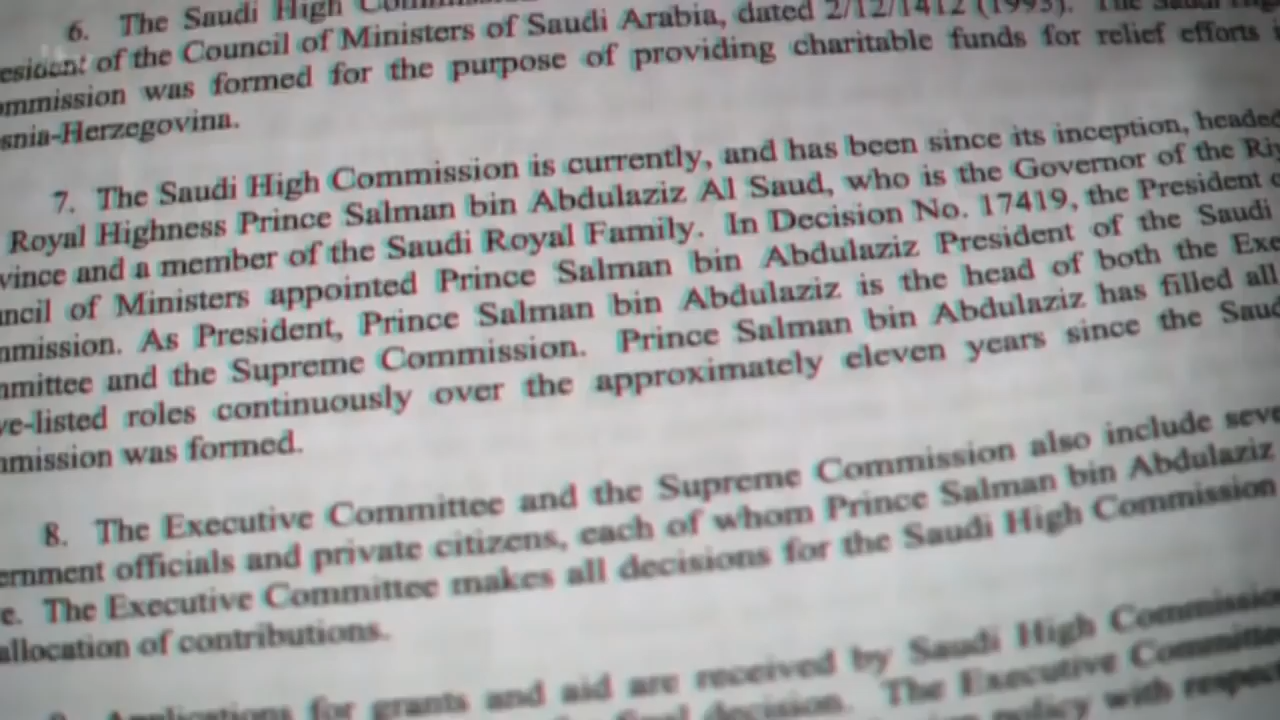 6. The Saudi High
esident of the Council of Ministers of Saudi Arabia, dated 2/12/1412 (1993). The Saudi Hig
ommission was formed for the purpose of providing charitable funds for relief efforts
snia-Herzegovina.
7. The Saudi High Commission is currently, and has been since its inception, headed
Royal Highness Prince Salman bin Abdulaziz Al Saud, who is the Governor of the Riy
vince and a member of the Saudi Royal Family. In Decision No. 17419, the President
ncil of Ministers appointed Prince Salman bin Abdulaziz President of the Saudi
mmission. As President, Prince Salman bin Abdulaziz is the head of both the Exe
mmittee and the Supreme Commission. Prince Salman bin Abdulaziz has filled all
ve-listed roles continuously over the approximately eleven years since the Saud
mmission was formed.
8. The Executive Committee and the Supreme Commission also include seve
ernment officials and private citizens, each of whom Prince Salman bin Abdulaziz
e. The Executive Committee makes all decisions for the Saudi High Commission
allocation of contributions.
Applications for grants and aid are received by Saudi High Commissio
final decision. The Executive Committe
policy with respec